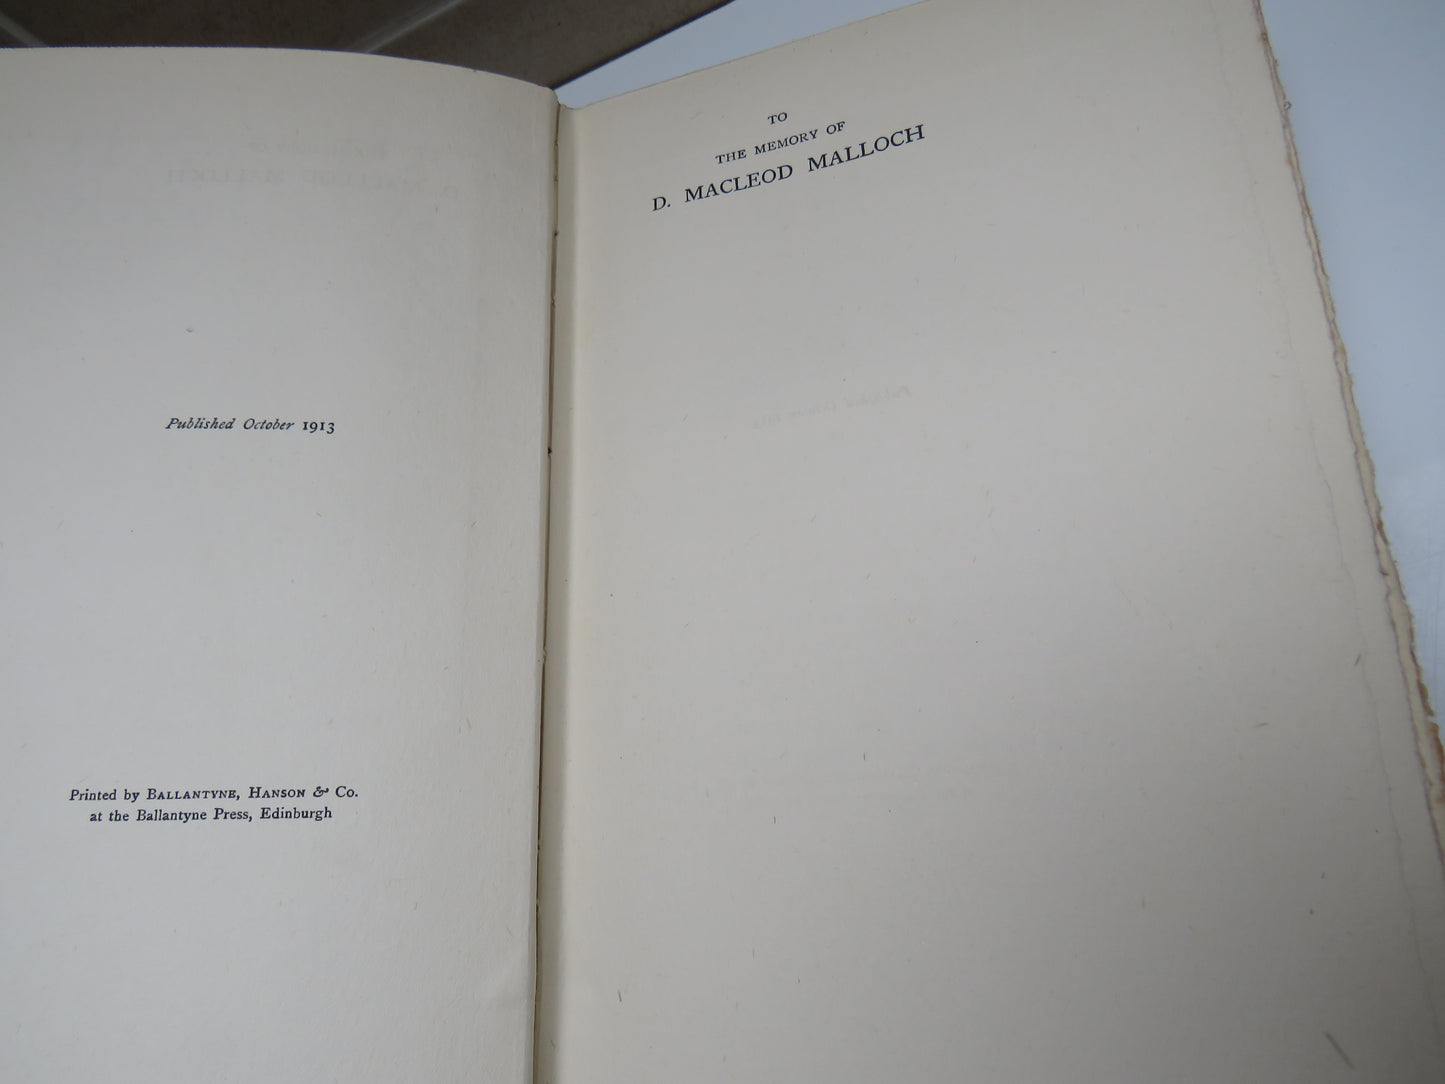 Published October 1913
Printed by BALLANTYNE, HANSON & Co.
at the Ballantyne Press, Edinburgh
TO
THE MEMORY OF
D. MACLEOD MALLOCH